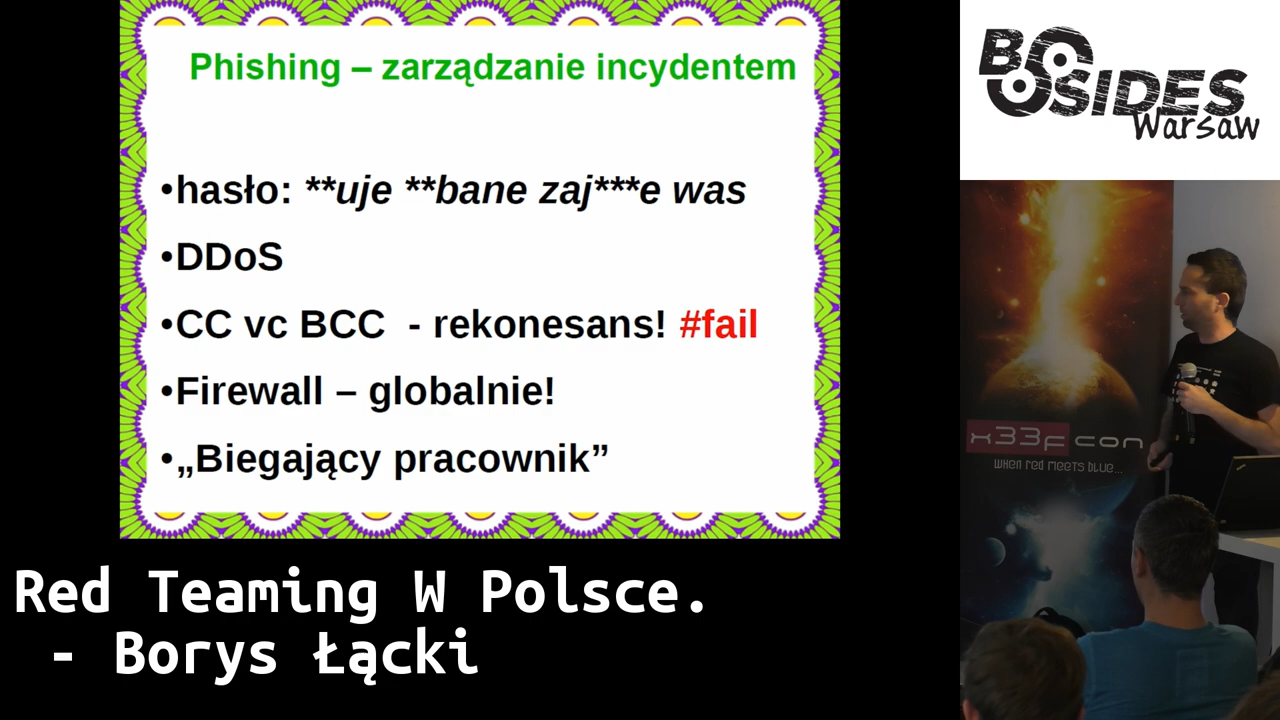 Phishing – zarządzanie incydentem
•hasło: **uje **bane zaj***e was
•DDoS
•CC vc BCC - rekonesans! #fail
•Firewall – globalnie!
•„Biegający pracownik”
Red Teaming W Polsce.
- Borys Łącki
BSIDES
Warsaw
x33fcon
when red meets blue...